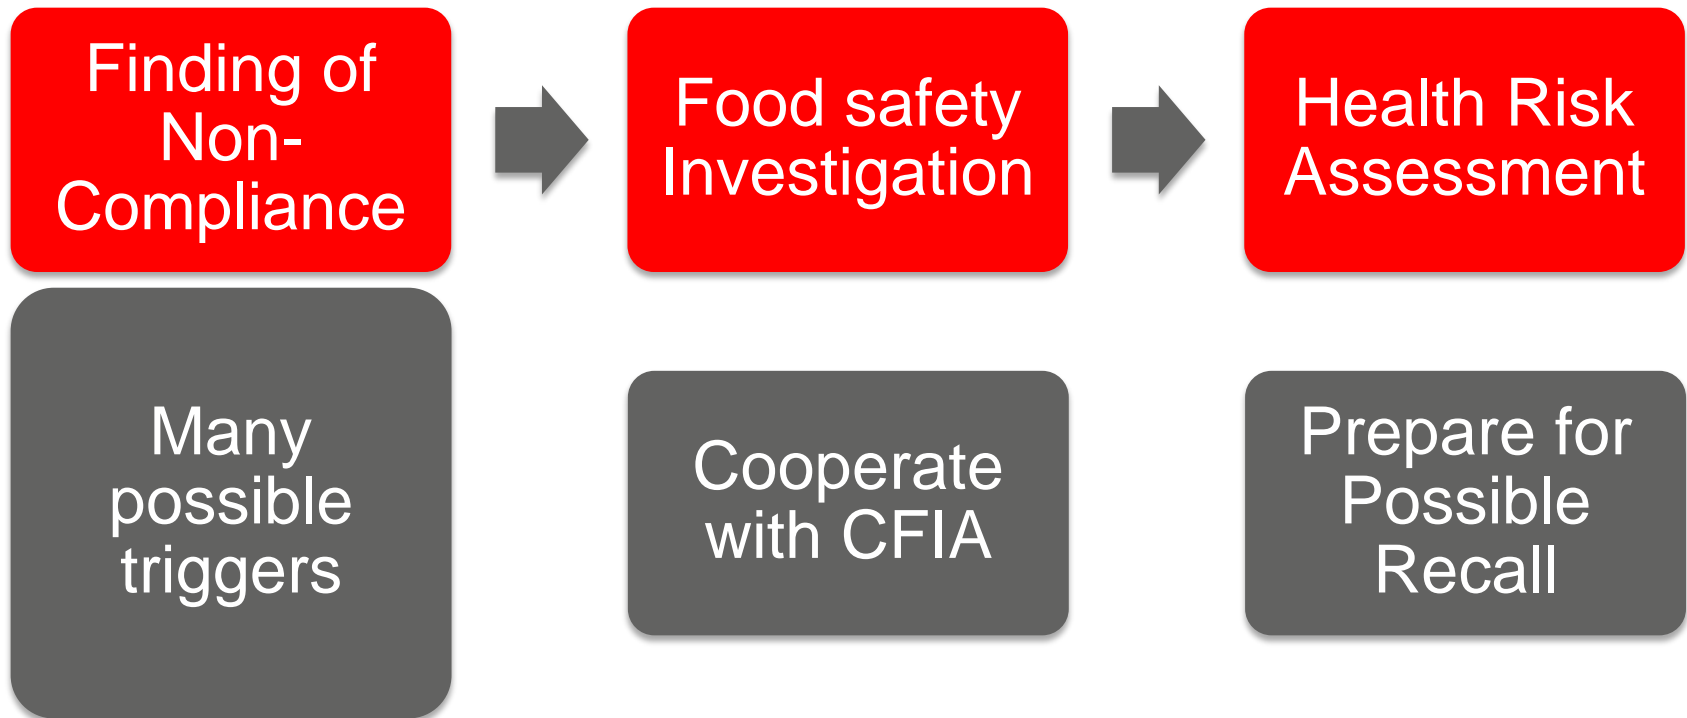 Finding of
Non-
Compliance
Food safety
Investigation
Health Risk
Assessment
Many
possible
triggers
Cooperate
with CFIA
Prepare for
Possible
Recall